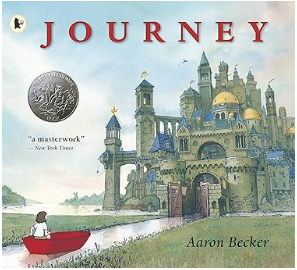 JOURNEY
"a masterwork"
— New York Times
Aaron Becker